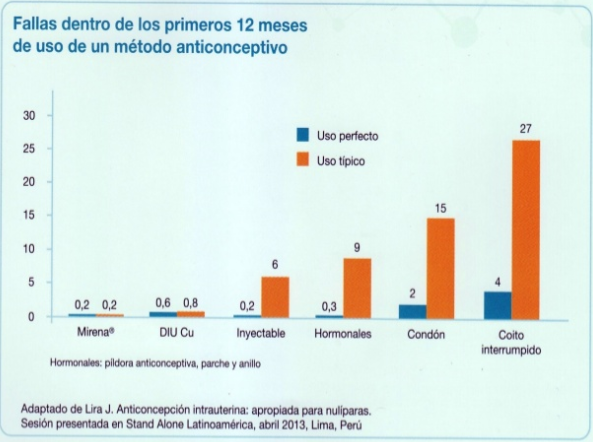 Fallas dentro de los primeros 12 meses
de uso de un método anticonceptivo
30
25
20
15
10
5
0
Uso perfecto
Uso típico
0,2 0,2
0,6 0,8
0,2 6
0,3 9
2 15
4 27
Mirena® DIU Cu Inyectable Hormonales Condón Coito
interrumpido
Hormonales: píldora anticonceptiva, parche y anillo
Adaptado de Lira J. Anticoncepción intrauterina: apropiada para nulíparas.
Sesión presentada en Stand Alone Latinoamérica, abril 2013, Lima, Perú